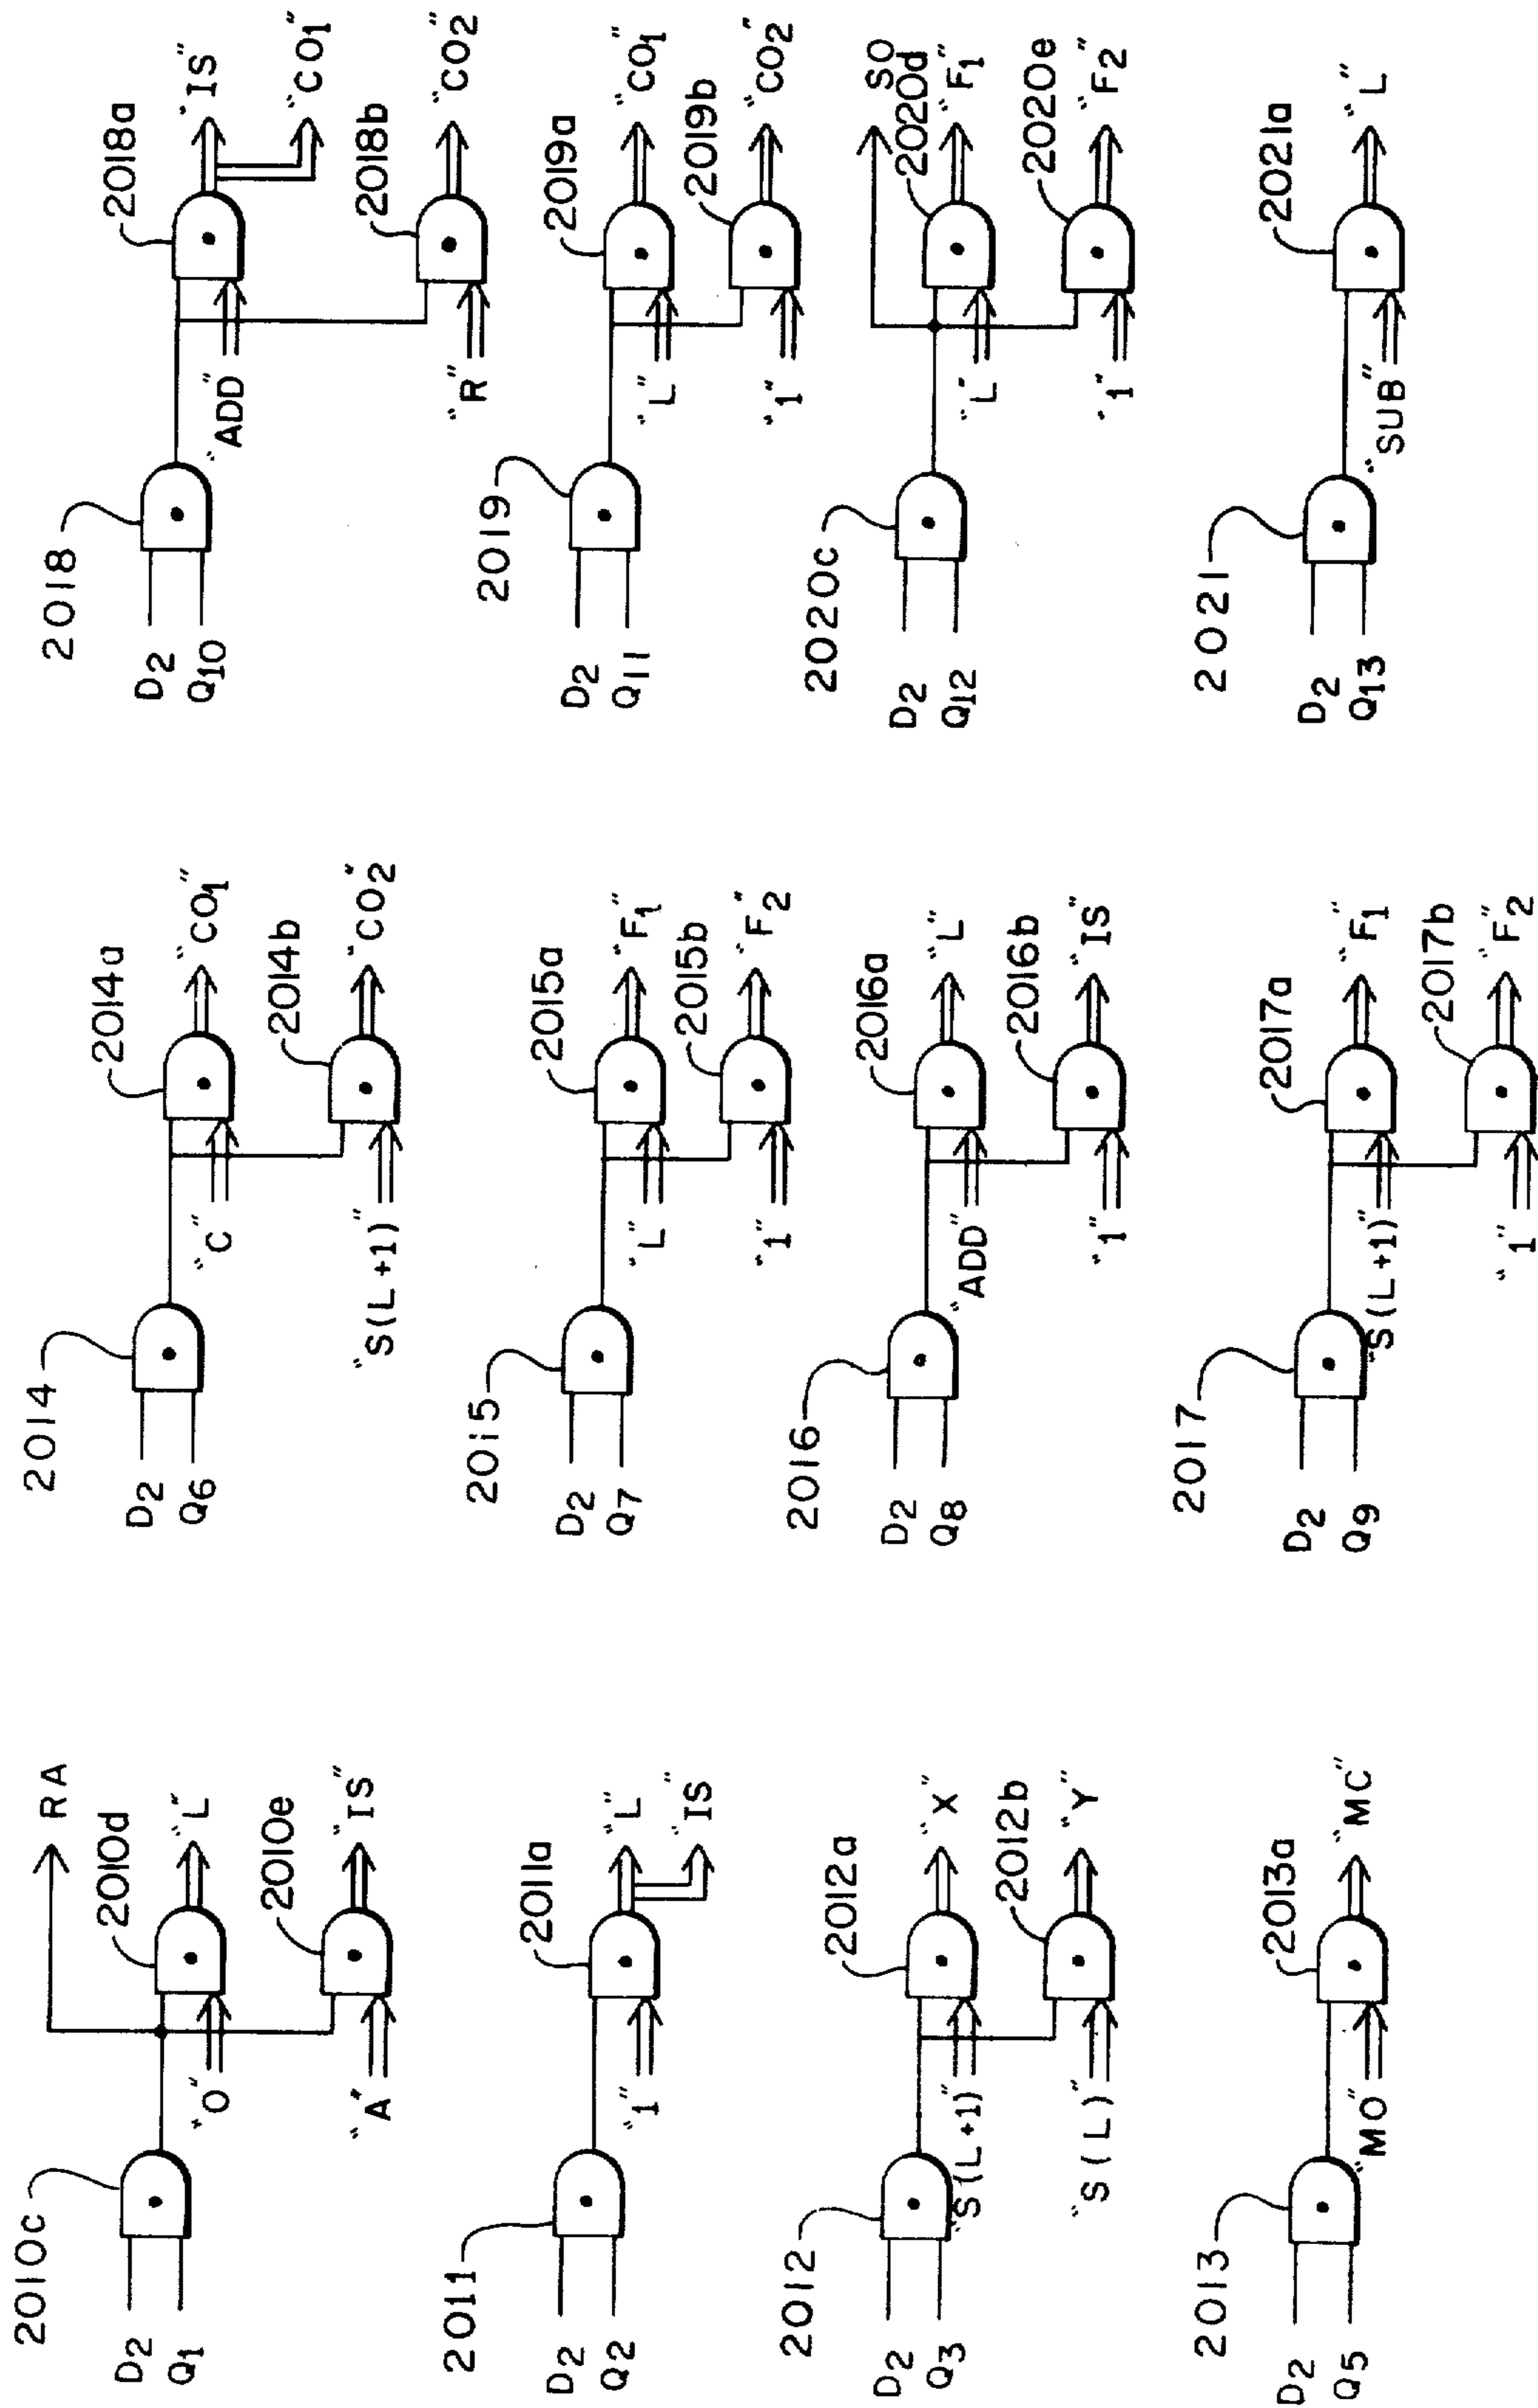 2010c
D2
Q1
RA
2010d
"O"
"L"
2010e
"A"
"IS"
2011
D2
Q2
2011a
"1"
"L"
"IS"
2012
D2
Q3
2012a
"S(L+1)"
"X"
2012b
"S(L)"
"Y"
2013
D2
Q5
2013a
"MO"
"MC"
2014
D2
Q6
2014a
"C"
"CO1"
2014b
"S(L+1)"
"CO2"
2015
D2
Q7
2015a
"L"
"F1"
2015b
"1"
"F2"
2016
D2
Q8
2016a
"ADD"
"L"
2016b
"1"
"IS"
2017
D2
Q9
2017a
"S(L+1)"
"F1"
2017b
"1"
"F2"
2018
D2
Q10
2018a
"ADD"
"IS"
"CO1"
2018b
"R"
"CO2"
2019
D2
Q11
2019a
"L"
"CO1"
2019b
"1"
"CO2"
2020c
D2
Q12
SO
2020d
"L"
"F1"
2020e
"1"
"F2"
2021
D2
Q13
2021a
"SUB"
"L"